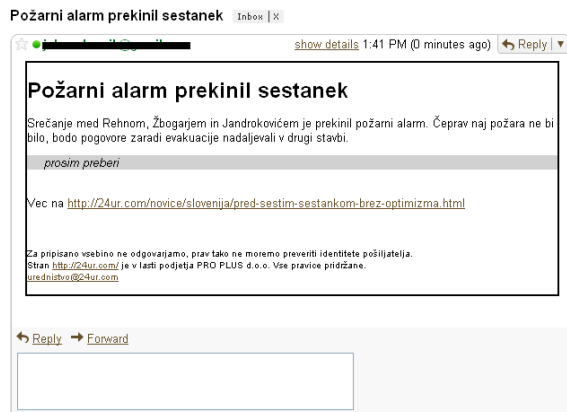 Požarni alarm prekinil sestanek Inbox | X
show details 1:41 PM (0 minutes ago) Reply
Požarni alarm prekinil sestanek
Srečanje med Rehnom, Žbogarjem in Jandrokovićem je prekinil požarni alarm. Čeprav naj požara ne bi
bilo, bodo pogovore zaradi evakuacije nadaljevali v drugi stavbi.
prosim preberi
Vec na http://24ur.com/novice/slovenija/pred-sestim-sestankom-brez-optimizma.html
Za pripisano vsebino ne odgovarjamo, prav tako ne moremo preveriti identitete pošiljatelja.
Stran http://24ur.com/ je v lasti podjetja PRO PLUS d.o.o. Vse pravice pridržane.
urednistvo@24ur.com
Reply Forward